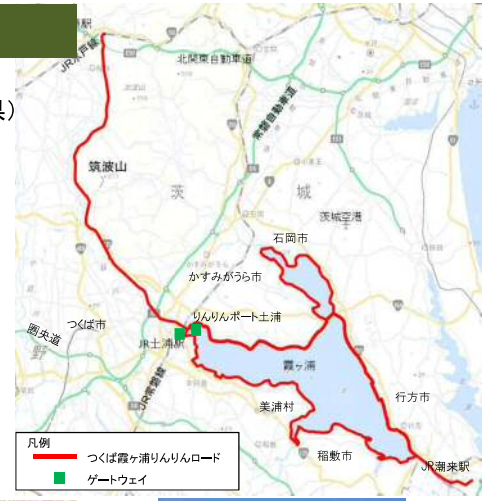 駅
JR水戸線
北関東自動車道
県)
常磐自動車道
筑波山
茨
城
茨城空港
石岡市
かすみがうら市
りんりんポート土浦
つくば市
圏央道
JR土浦駅
霞ヶ浦
JR常磐線
美浦村
行方市
稲敷市
JR潮来駅
凡例
つくば霞ヶ浦りんりんロード
ゲートウェイ